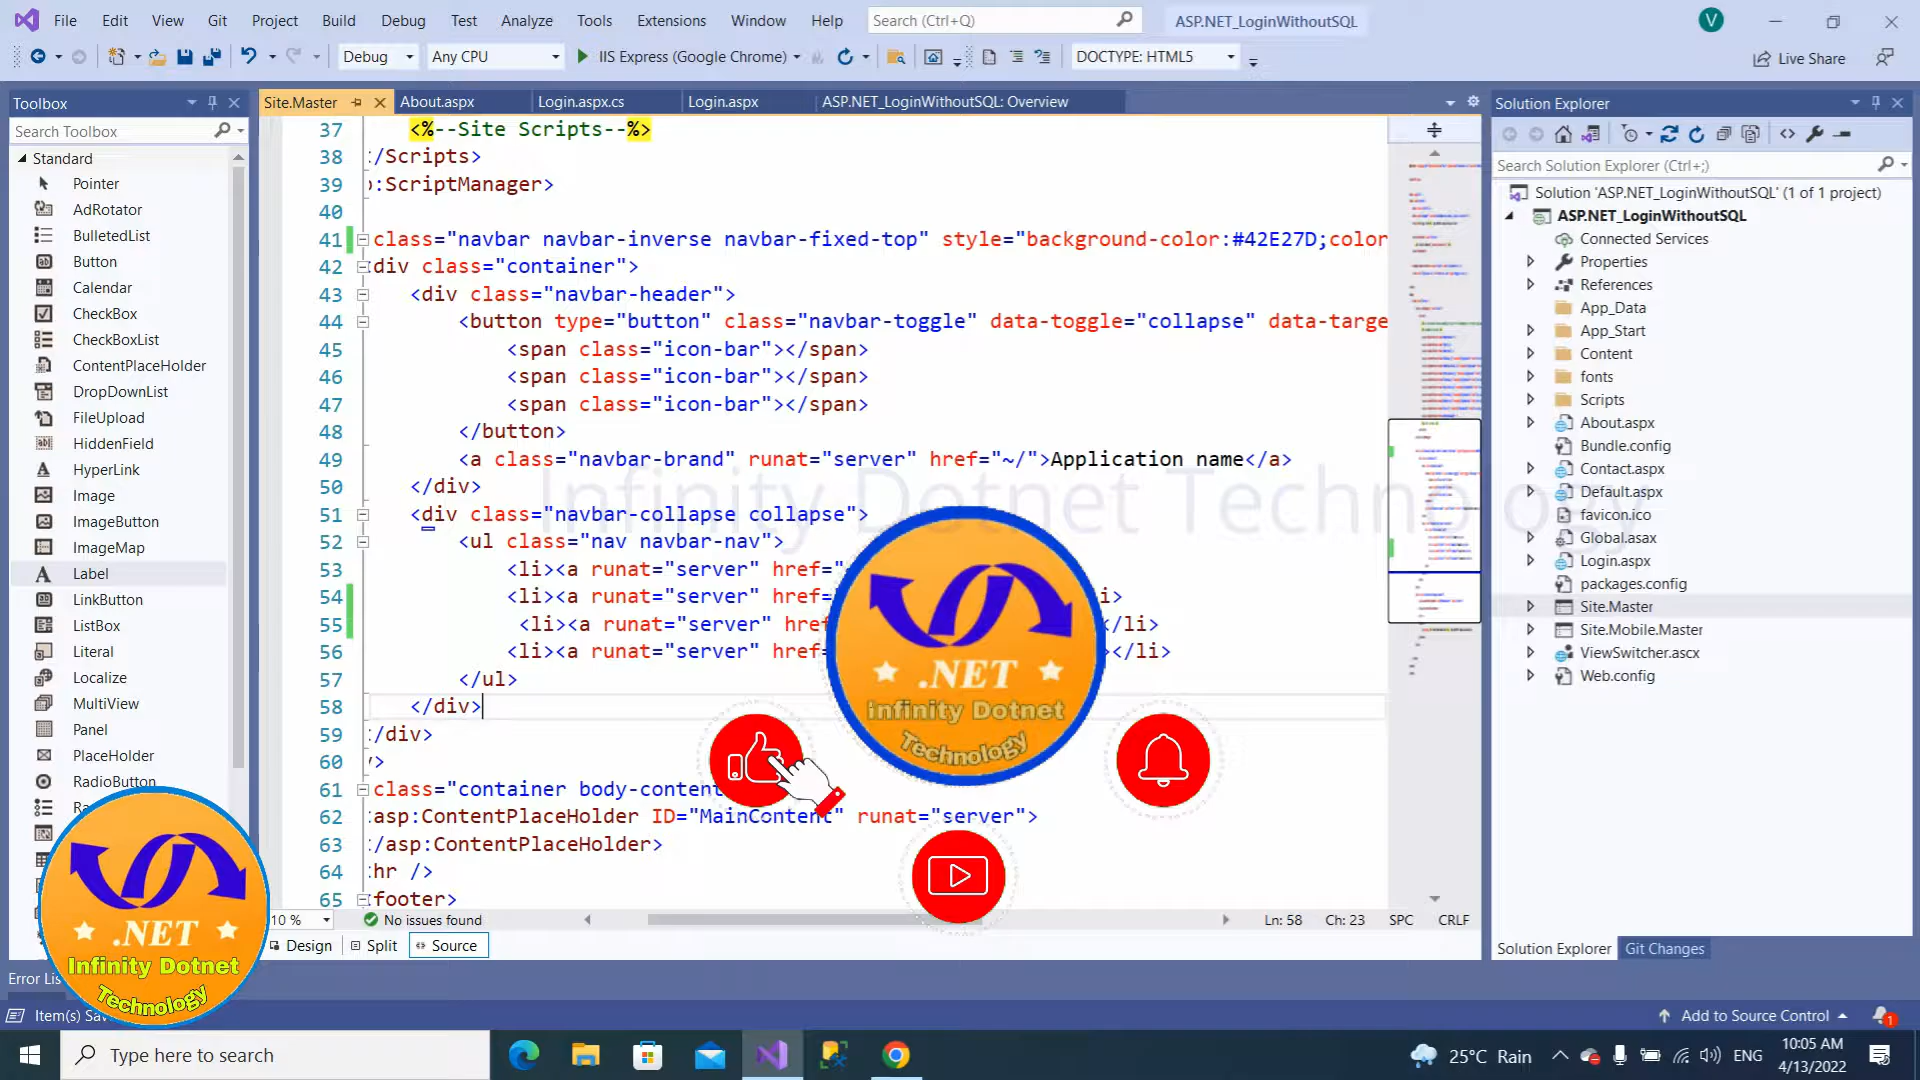 File Edit View Git Project Build Debug Test Analyze Tools Extensions Window Help Search (Ctrl+Q) ASP.NET_LoginWithoutSQL V
Debug Any CPU IIS Express (Google Chrome) DOCTYPE: HTML5 Live Share
Toolbox
Search Toolbox
Standard
Pointer
AdRotator
BulletedList
Button
Calendar
CheckBox
CheckBoxList
ContentPlaceHolder
DropDownList
FileUpload
HiddenField
HyperLink
Image
ImageButton
ImageMap
Label
LinkButton
ListBox
Literal
Localize
MultiView
Panel
PlaceHolder
RadioButton
Site.Master About.aspx Login.aspx.cs Login.aspx ASP.NET_LoginWithoutSQL: Overview
37 <%--Site Scripts--%>
38 :/Scripts>
39 :ScriptManager>
40
41 class="navbar navbar-inverse navbar-fixed-top" style="background-color:#42E27D;color
42 div class="container">
43 <div class="navbar-header">
44 <button type="button" class="navbar-toggle" data-toggle="collapse" data-targe
45 <span class="icon-bar"></span>
46 <span class="icon-bar"></span>
47 <span class="icon-bar"></span>
48 </button>
49 <a class="navbar-brand" runat="server" href="~/">Application name</a>
50 </div>
51 <div class="navbar-collapse collapse">
52 <ul class="nav navbar-nav">
53 <li><a runat="server" href="
54 <li><a runat="server" href= i>
55 <li><a runat="server" href </li>
56 <li><a runat="server" href= ></li>
57 </ul>
58 </div>
59 :/div>
60 >
61 class="container body-content
62 asp:ContentPlaceHolder ID="MainContent" runat="server">
63 /asp:ContentPlaceHolder>
64 hr />
65 footer>
Infinity Dotnet Technology
.NET
Infinity Dotnet
Technology
10 % No issues found Ln: 58 Ch: 23 SPC CRLF
Design Split Source
Solution Explorer
Search Solution Explorer (Ctrl+;)
Solution 'ASP.NET_LoginWithoutSQL' (1 of 1 project)
ASP.NET_LoginWithoutSQL
Connected Services
Properties
References
App_Data
App_Start
Content
fonts
Scripts
About.aspx
Bundle.config
Contact.aspx
Default.aspx
favicon.ico
Global.asax
Login.aspx
packages.config
Site.Master
Site.Mobile.Master
ViewSwitcher.ascx
Web.config
Solution Explorer Git Changes
.NET
Infinity Dotnet
Technology
Error Lis
Item(s) Sav Add to Source Control 1
Type here to search 25°C Rain ENG 10:05 AM
4/13/2022